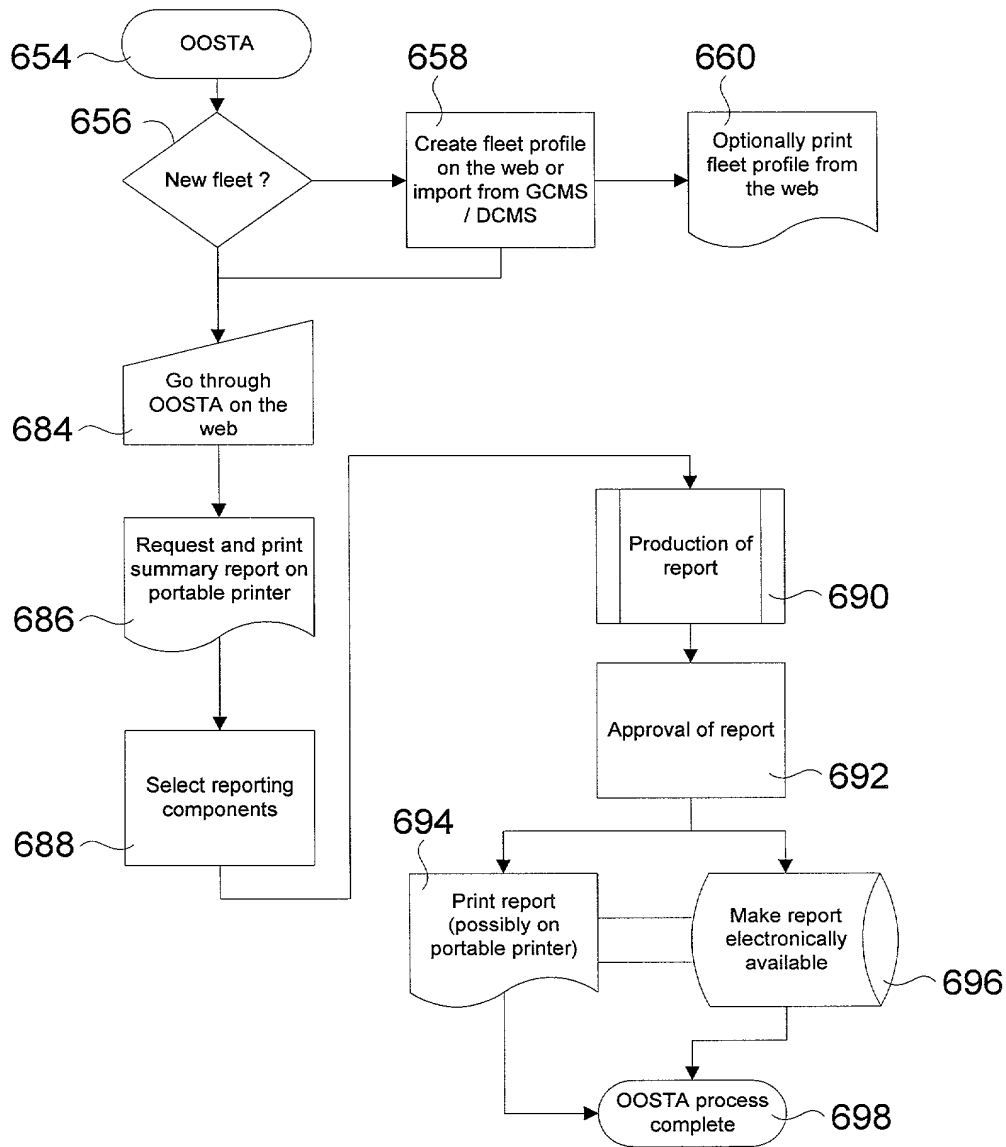 OOSTA
654
656
New fleet ?
658
Create fleet profile
on the web or
import from GCMS
/ DCMS
660
Optionally print
fleet profile from
the web
Go through
OOSTA on the
web
684
Request and print
summary report on
portable printer
686
Select reporting
components
688
Production of
report
690
Approval of report
692
694
Print report
(possibly on
portable printer)
Make report
electronically
available
696
OOSTA process
complete
698